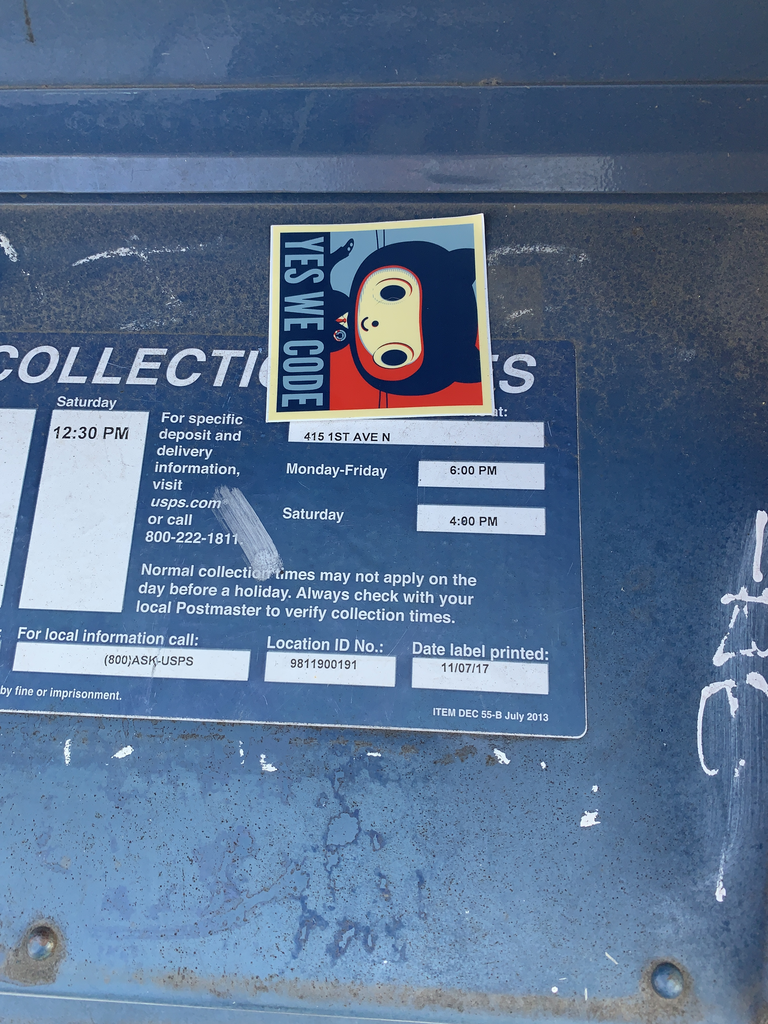 YES WE CODE
COLLECTI ES
Saturday
12:30 PM
For specific
deposit and
delivery
information,
visit
usps.com
or call
800-222-1811
at:
415 1ST AVE N
Monday-Friday 6:00 PM
Saturday 4:00 PM
Normal collection times may not apply on the
day before a holiday. Always check with your
local Postmaster to verify collection times.
For local information call:
(800)ASK-USPS
Location ID No.:
9811900191
Date label printed:
11/07/17
by fine or imprisonment.
ITEM DEC 55-B July 2013